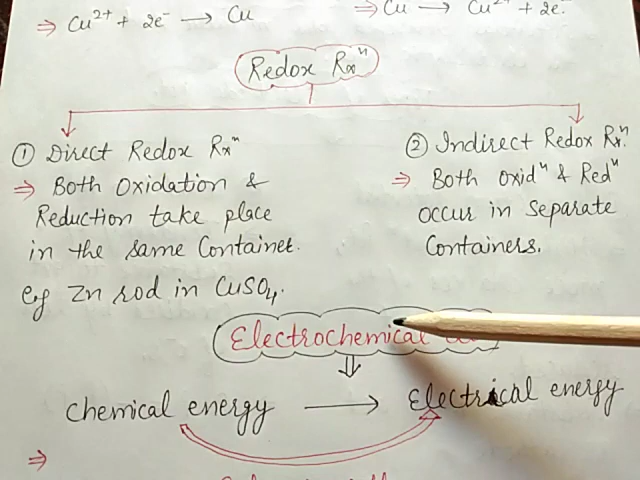 ⇒ Cu²⁺ + 2e⁻ → Cu
⇒ Cu → Cu²⁺ + 2e⁻
Redox Rxⁿ
① Direct Redox Rxⁿ
⇒ Both Oxidation &
Reduction take place
in the same Container.
e.g Zn rod in CuSO₄.
② Indirect Redox Rxⁿ.
⇒ Both Oxidⁿ & Redⁿ
occur in separate
Containers.
Electrochemical
⇓
Chemical energy → Electrical energy
⇒